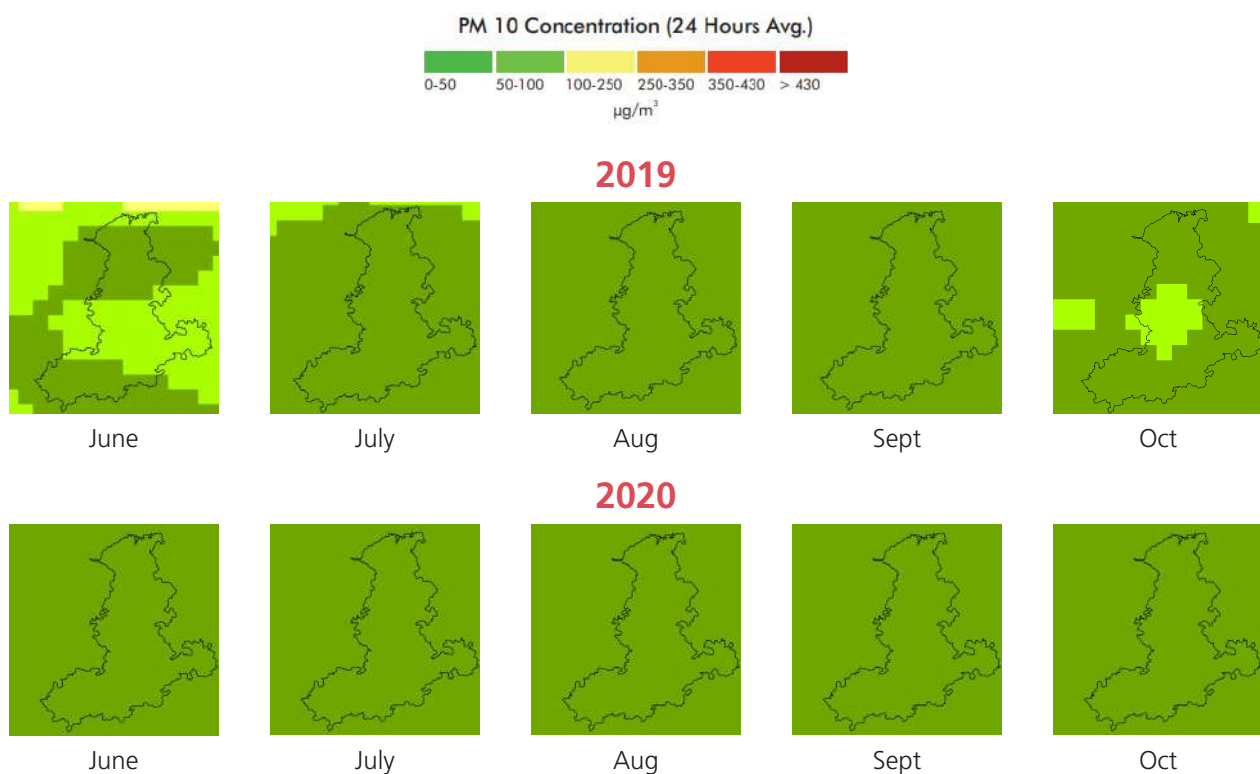 PM 10 Concentration (24 Hours Avg.)
0-50 50-100 100-250 250-350 350-430 > 430
µg/m³
2019
June July Aug Sept Oct
2020
June July Aug Sept Oct